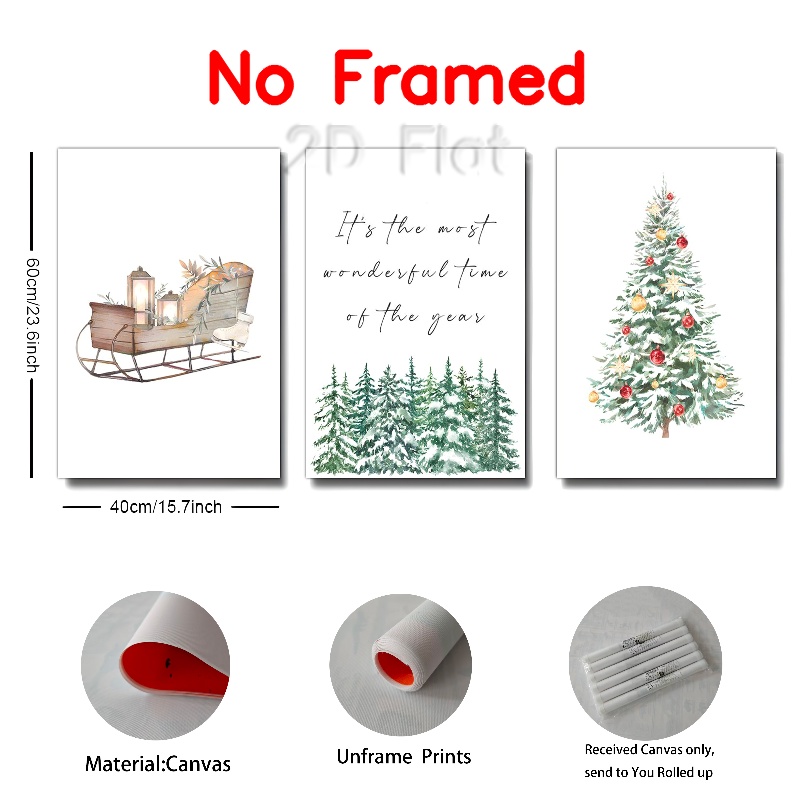 No Framed
2D Flat
60cm/23.6inch
It's the most
wonderful time
of the year
40cm/15.7inch
Material:Canvas
Unframe Prints
Received Canvas only,
send to You Rolled up